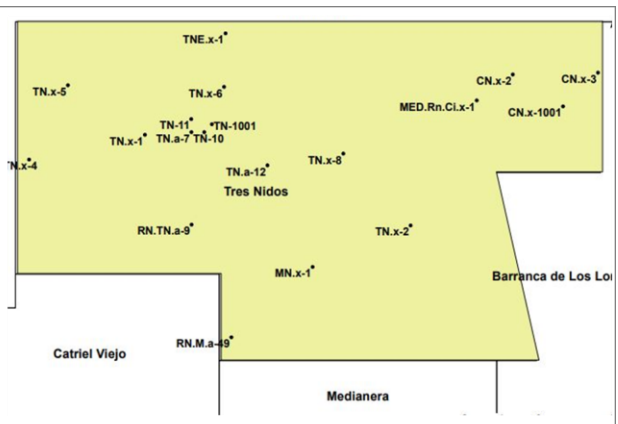 TNE.x-1
CN.x-2
CN.x-3
TN.x-5
TN.x-6
MED.Rn.Ci.x-1
CN.x-1001
TN-11
TN-1001
TN.x-1
TN.a-7
TN-10
TN.x-4
TN.x-8
TN.a-12
Tres Nidos
RN.TN.a-9
TN.x-2
MN.x-1
Barranca de Los Lo
RN.M.a-49
Catriel Viejo
Medianera